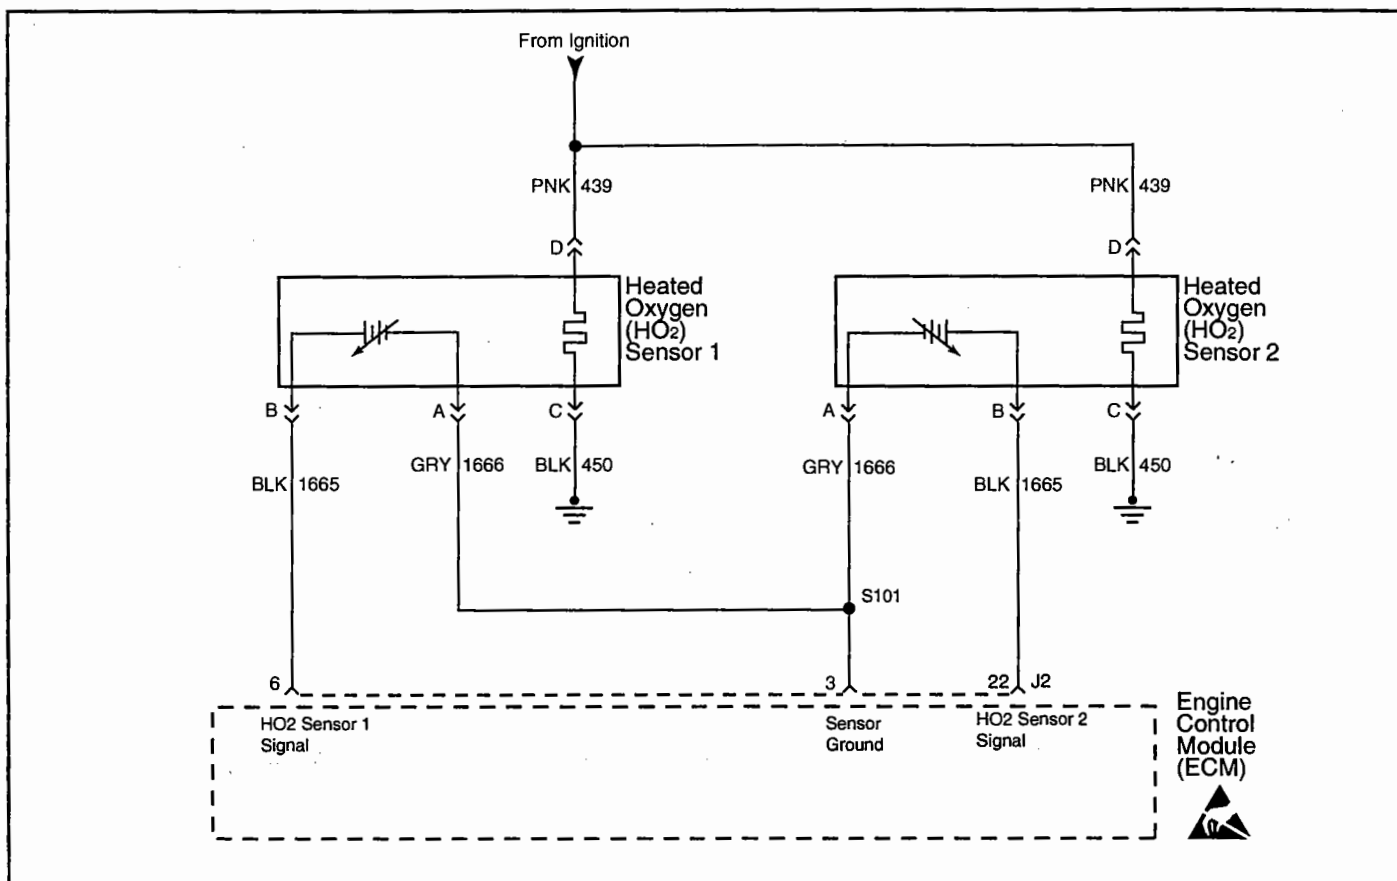 From Ignition
PNK 439
PNK 439
D
D
Heated
Oxygen
(HO2)
Sensor 1
Heated
Oxygen
(HO2)
Sensor 2
B
A
C
A
B
C
BLK 1665
GRY 1666
BLK 450
GRY 1666
BLK 1665
BLK 450
S101
6
3
22
J2
HO2 Sensor 1
Signal
Sensor
Ground
HO2 Sensor 2
Signal
Engine
Control
Module
(ECM)